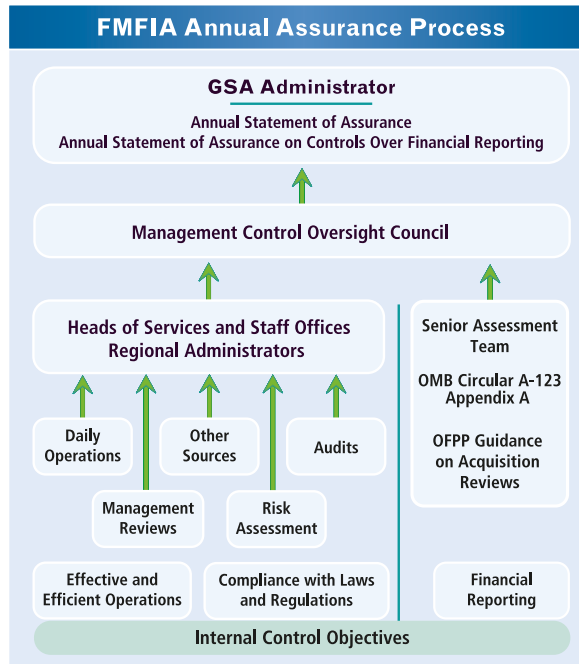 FMFIA Annual Assurance Process
GSA Administrator
Annual Statement of Assurance
Annual Statement of Assurance on Controls Over Financial Reporting
Management Control Oversight Council
Heads of Services and Staff Offices
Regional Administrators
Senior Assessment
Team
OMB Circular A-123
Appendix A
OFPP Guidance
on Acquisition
Reviews
Daily
Operations
Other
Sources
Audits
Management
Reviews
Risk
Assessment
Effective and
Efficient Operations
Compliance with Laws
and Regulations
Financial
Reporting
Internal Control Objectives